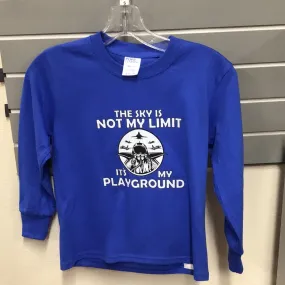 THE SKY IS
NOT MY LIMIT
IT'S MY
PLAYGROUND